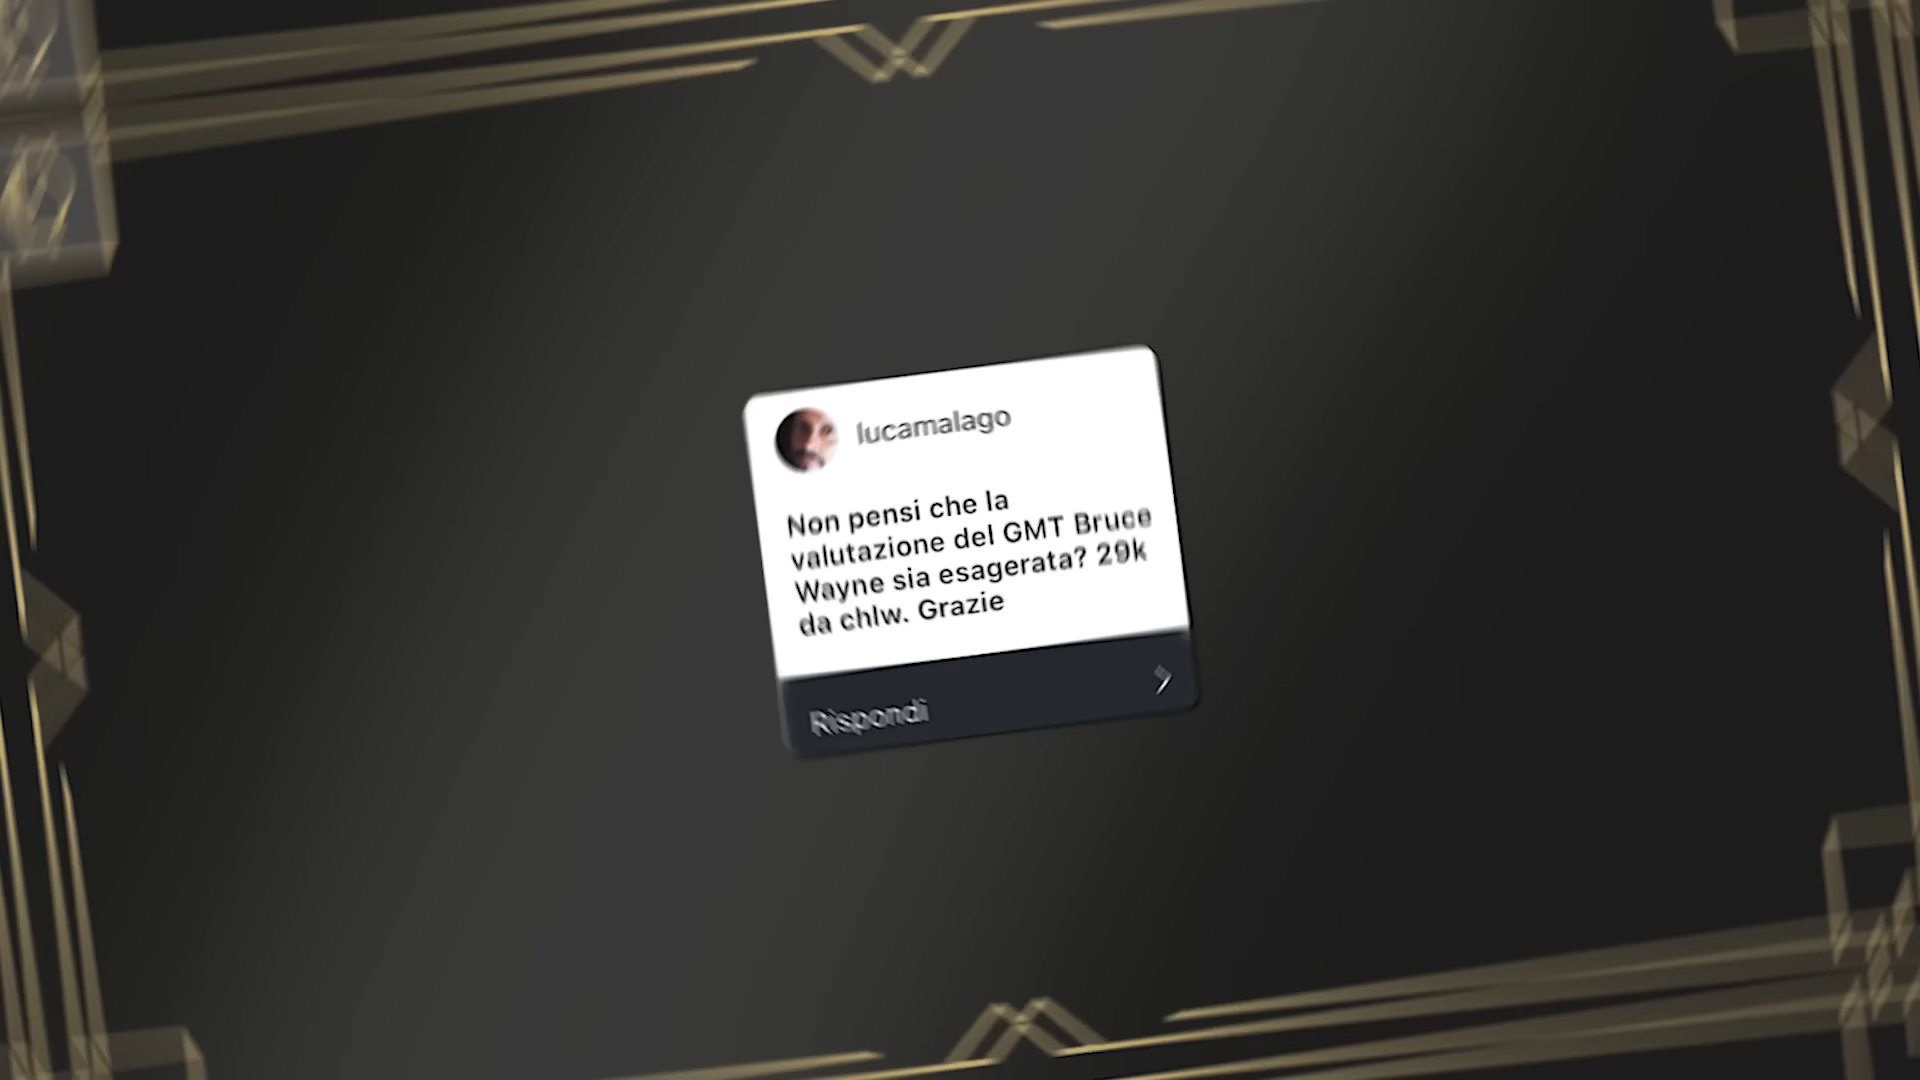 lucamalago
Non pensi che la
valutazione del GMT Bruce
Wayne sia esagerata? 29k
da chlw. Grazie
Rispondi